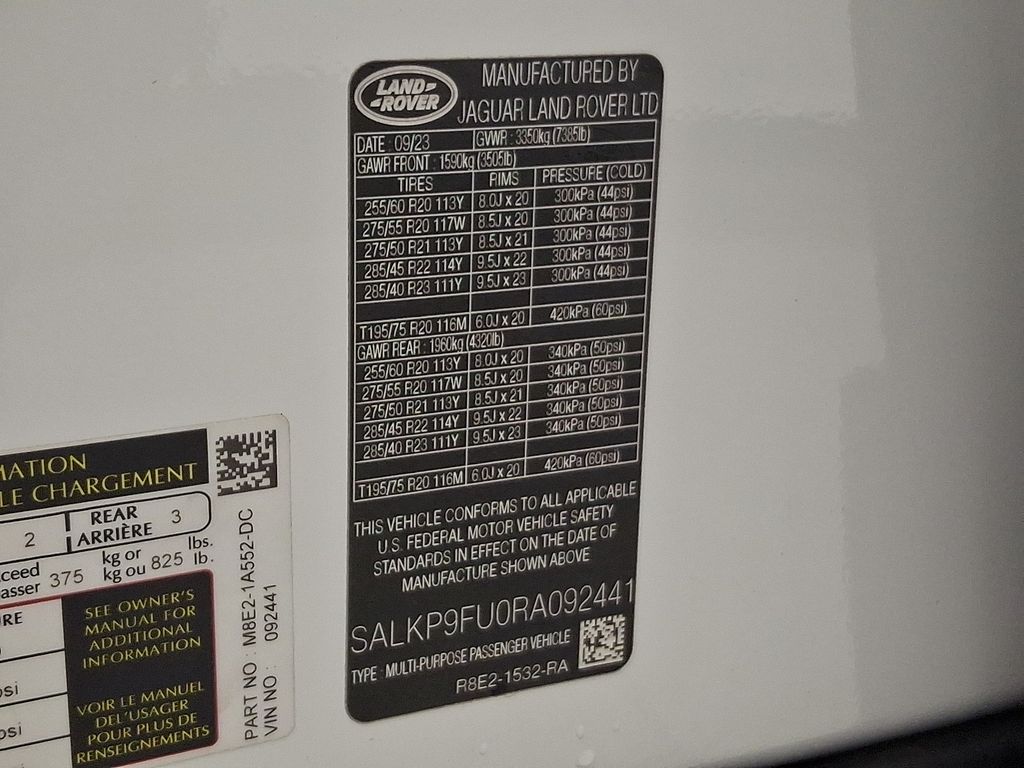 LAND-
-ROVER
MANUFACTURED BY
JAGUAR LAND ROVER LTD
DATE : 09/23 GVWR : 3350kg (7385lb)
GAWR FRONT : 1590kg (3505lb)
TIRES RIMS PRESSURE (COLD)
255/60 R20 113Y 8.0J x 20 300kPa (44psi)
275/55 R20 117W 8.5J x 20 300kPa (44psi)
275/50 R21 113Y 8.5J x 21 300kPa (44psi)
285/45 R22 114Y 9.5J x 22 300kPa (44psi)
285/40 R23 111Y 9.5J x 23 300kPa (44psi)
T195/75 R20 116M 6.0J x 20 420kPa (60psi)
GAWR REAR : 1960kg (4320lb)
255/60 R20 113Y 8.0J x 20 340kPa (50psi)
275/55 R20 117W 8.5J x 20 340kPa (50psi)
275/50 R21 113Y 8.5J x 21 340kPa (50psi)
285/45 R22 114Y 9.5J x 22 340kPa (50psi)
285/40 R23 111Y 9.5J x 23 340kPa (50psi)
T195/75 R20 116M 6.0J x 20 420kPa (60psi)
THIS VEHICLE CONFORMS TO ALL APPLICABLE
U.S. FEDERAL MOTOR VEHICLE SAFETY
STANDARDS IN EFFECT ON THE DATE OF
MANUFACTURE SHOWN ABOVE
SALKP9FU0RA092441
TYPE : MULTI-PURPOSE PASSENGER VEHICLE
R8E2-1532-RA
MATION
LE CHARGEMENT
2 REAR 3
ARRIÈRE
xceed 375 kg or 825 lbs.
asser kg ou lb.
URE
SEE OWNER'S
MANUAL FOR
ADDITIONAL
INFORMATION
psi
VOIR LE MANUEL
DEL'USAGER
POUR PLUS DE
RENSEIGNEMENTS
psi
PART NO : M8E2-1A552-DC
VIN NO : 092441